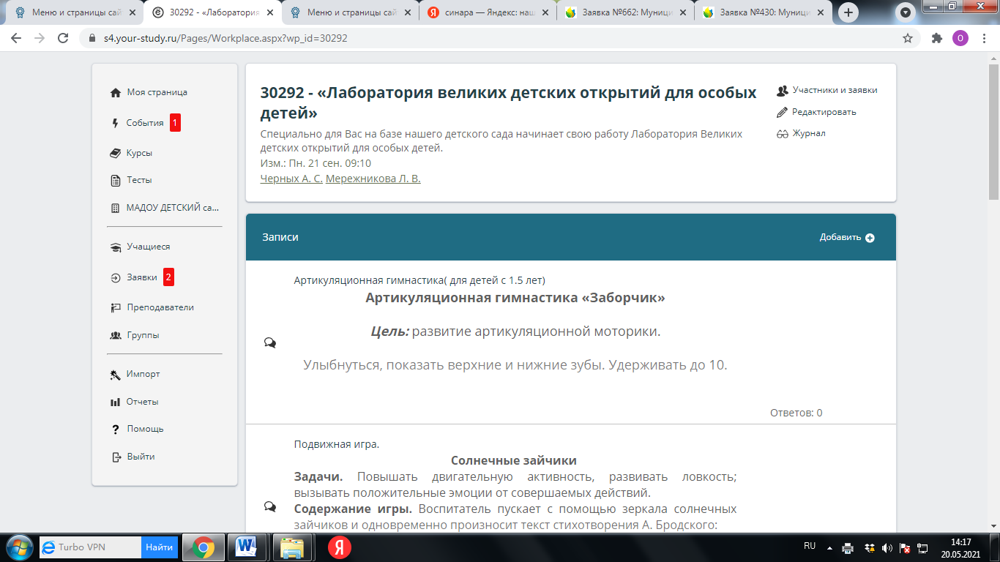 Меню и страницы сай
30292 - «Лаборатория
Меню и страницы сай
синара — Яндекс: наш
Заявка №662: Муници
Заявка №430: Муници
s4.your-study.ru/Pages/Workplace.aspx?wp_id=30292
О
Моя страница
События 1
Курсы
Тесты
МАДОУ ДЕТСКИЙ са...
Учащиеся
Заявки 2
Преподаватели
Группы
Импорт
Отчеты
Помощь
Выйти
30292 - «Лаборатория великих детских открытий для особых
детей»
Специально для Вас на базе нашего детского сада начинает свою работу Лаборатория Великих
детских открытий для особых детей.
Изм.: Пн. 21 сен. 09:10
Черных А. С. Мережникова Л. В.
Участники и заявки
Редактировать
Журнал
Записи
Добавить
Артикуляционная гимнастика( для детей с 1.5 лет)
Артикуляционная гимнастика «Заборчик»
Цель: развитие артикуляционной моторики.
Улыбнуться, показать верхние и нижние зубы. Удерживать до 10.
Ответов: 0
Подвижная игра.
Солнечные зайчики
Задачи. Повышать двигательную активность, развивать ловкость;
вызывать положительные эмоции от совершаемых действий.
Содержание игры. Воспитатель пускает с помощью зеркала солнечных
зайчиков и одновременно произносит текст стихотворения А. Бродского:
Turbo VPN
Найти
RU
14:17
20.05.2021